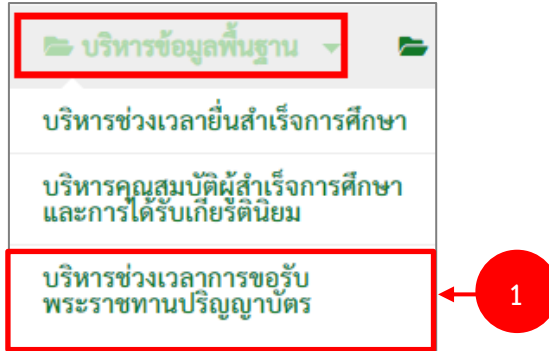 บริหารข้อมูลพื้นฐาน
บริหารช่วงเวลายื่นสำเร็จการศึกษา
บริหารคุณสมบัติผู้สำเร็จการศึกษา
และการได้รับเกียรตินิยม
บริหารช่วงเวลาการขอรับ
พระราชทานปริญญาบัตร
1